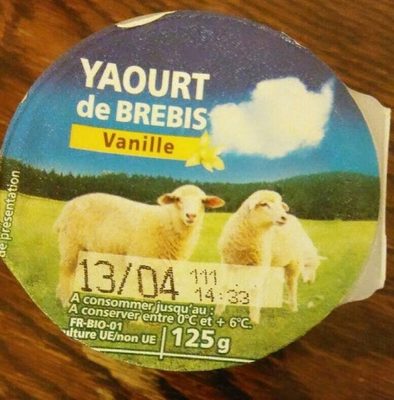 YAOURT
de BREBIS
Vanille
de présentation
13/04 111
14:33
A consommer jusqu'au :
A conserver entre 0°C et + 6°C.
FR-BIO-01
culture UE/non UE
125g